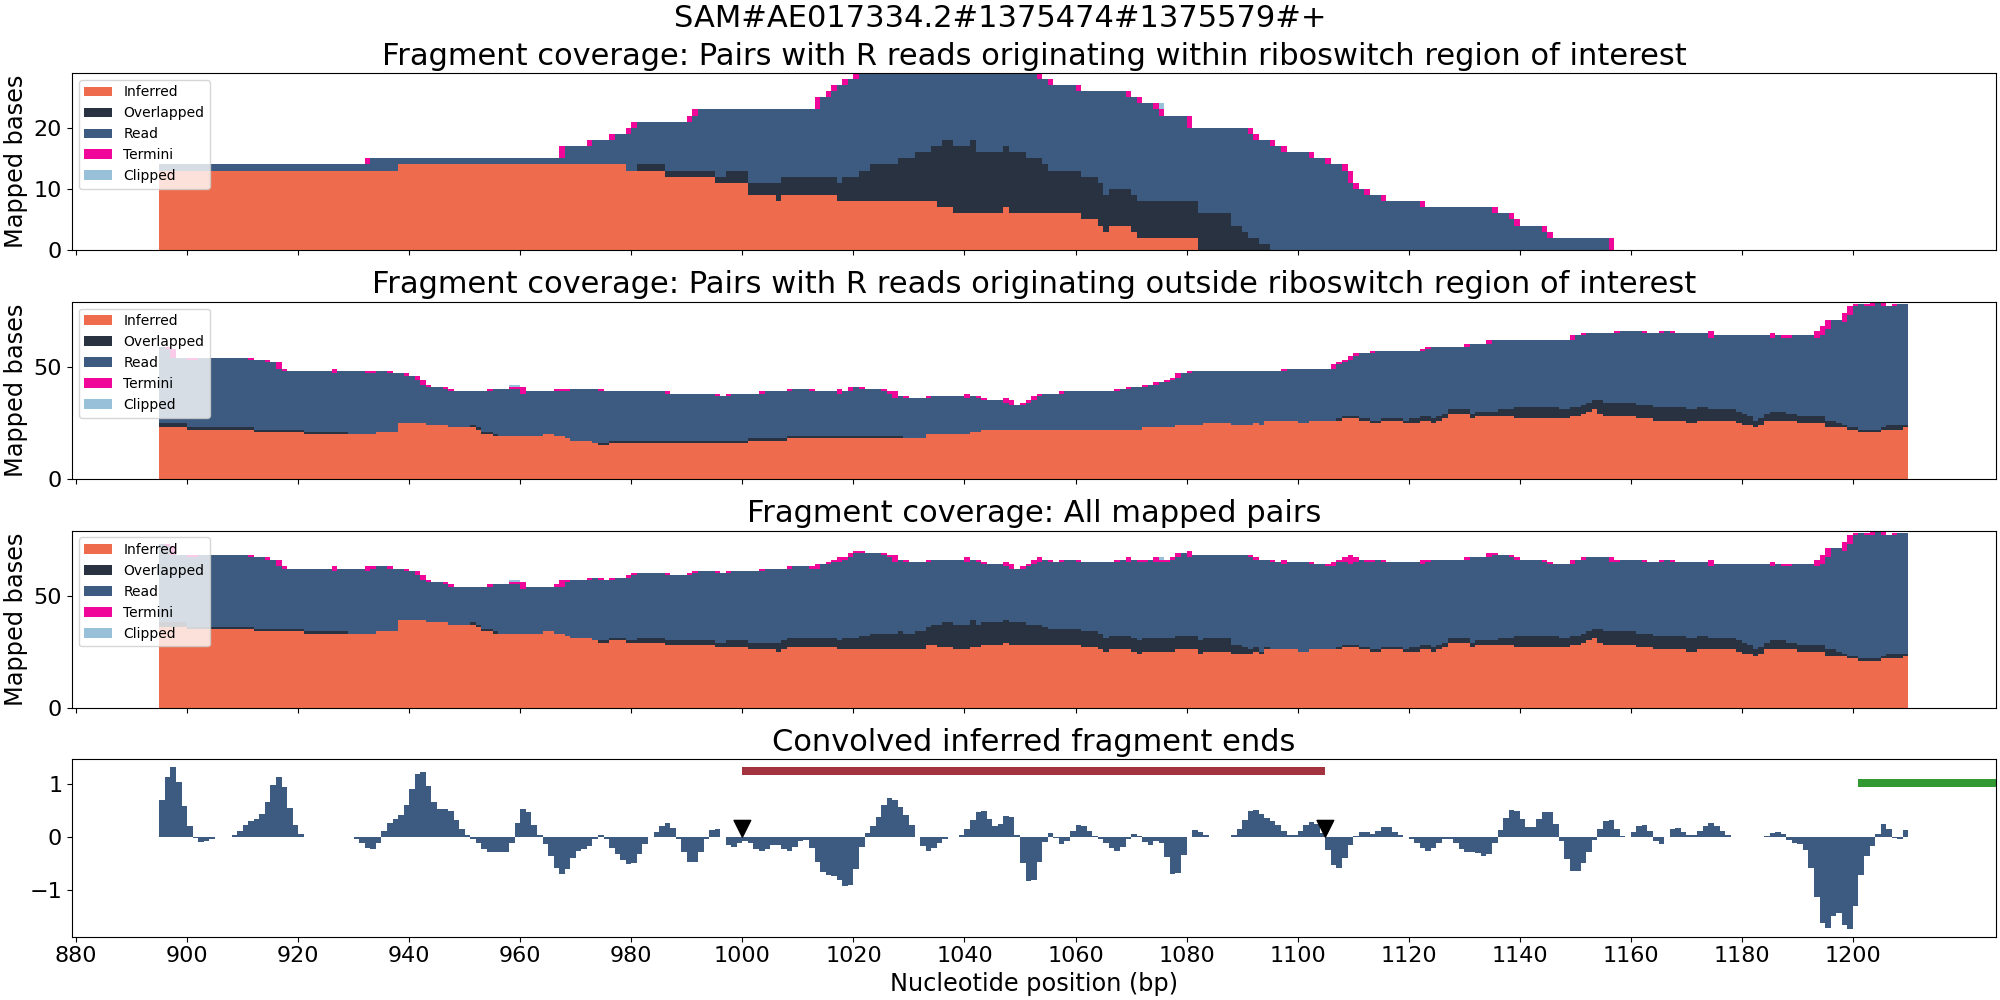 SAM#AE017334.2#1375474#1375579#+
Fragment coverage: Pairs with R reads originating within riboswitch region of interest
Mapped bases
20
10
0
Inferred
Overlapped
Read
Termini
Clipped
Fragment coverage: Pairs with R reads originating outside riboswitch region of interest
Mapped bases
50
0
Inferred
Overlapped
Read
Termini
Clipped
Fragment coverage: All mapped pairs
Mapped bases
50
0
Inferred
Overlapped
Read
Termini
Clipped
Convolved inferred fragment ends
1
0
−1
880 900 920 940 960 980 1000 1020 1040 1060 1080 1100 1120 1140 1160 1180 1200
Nucleotide position (bp)